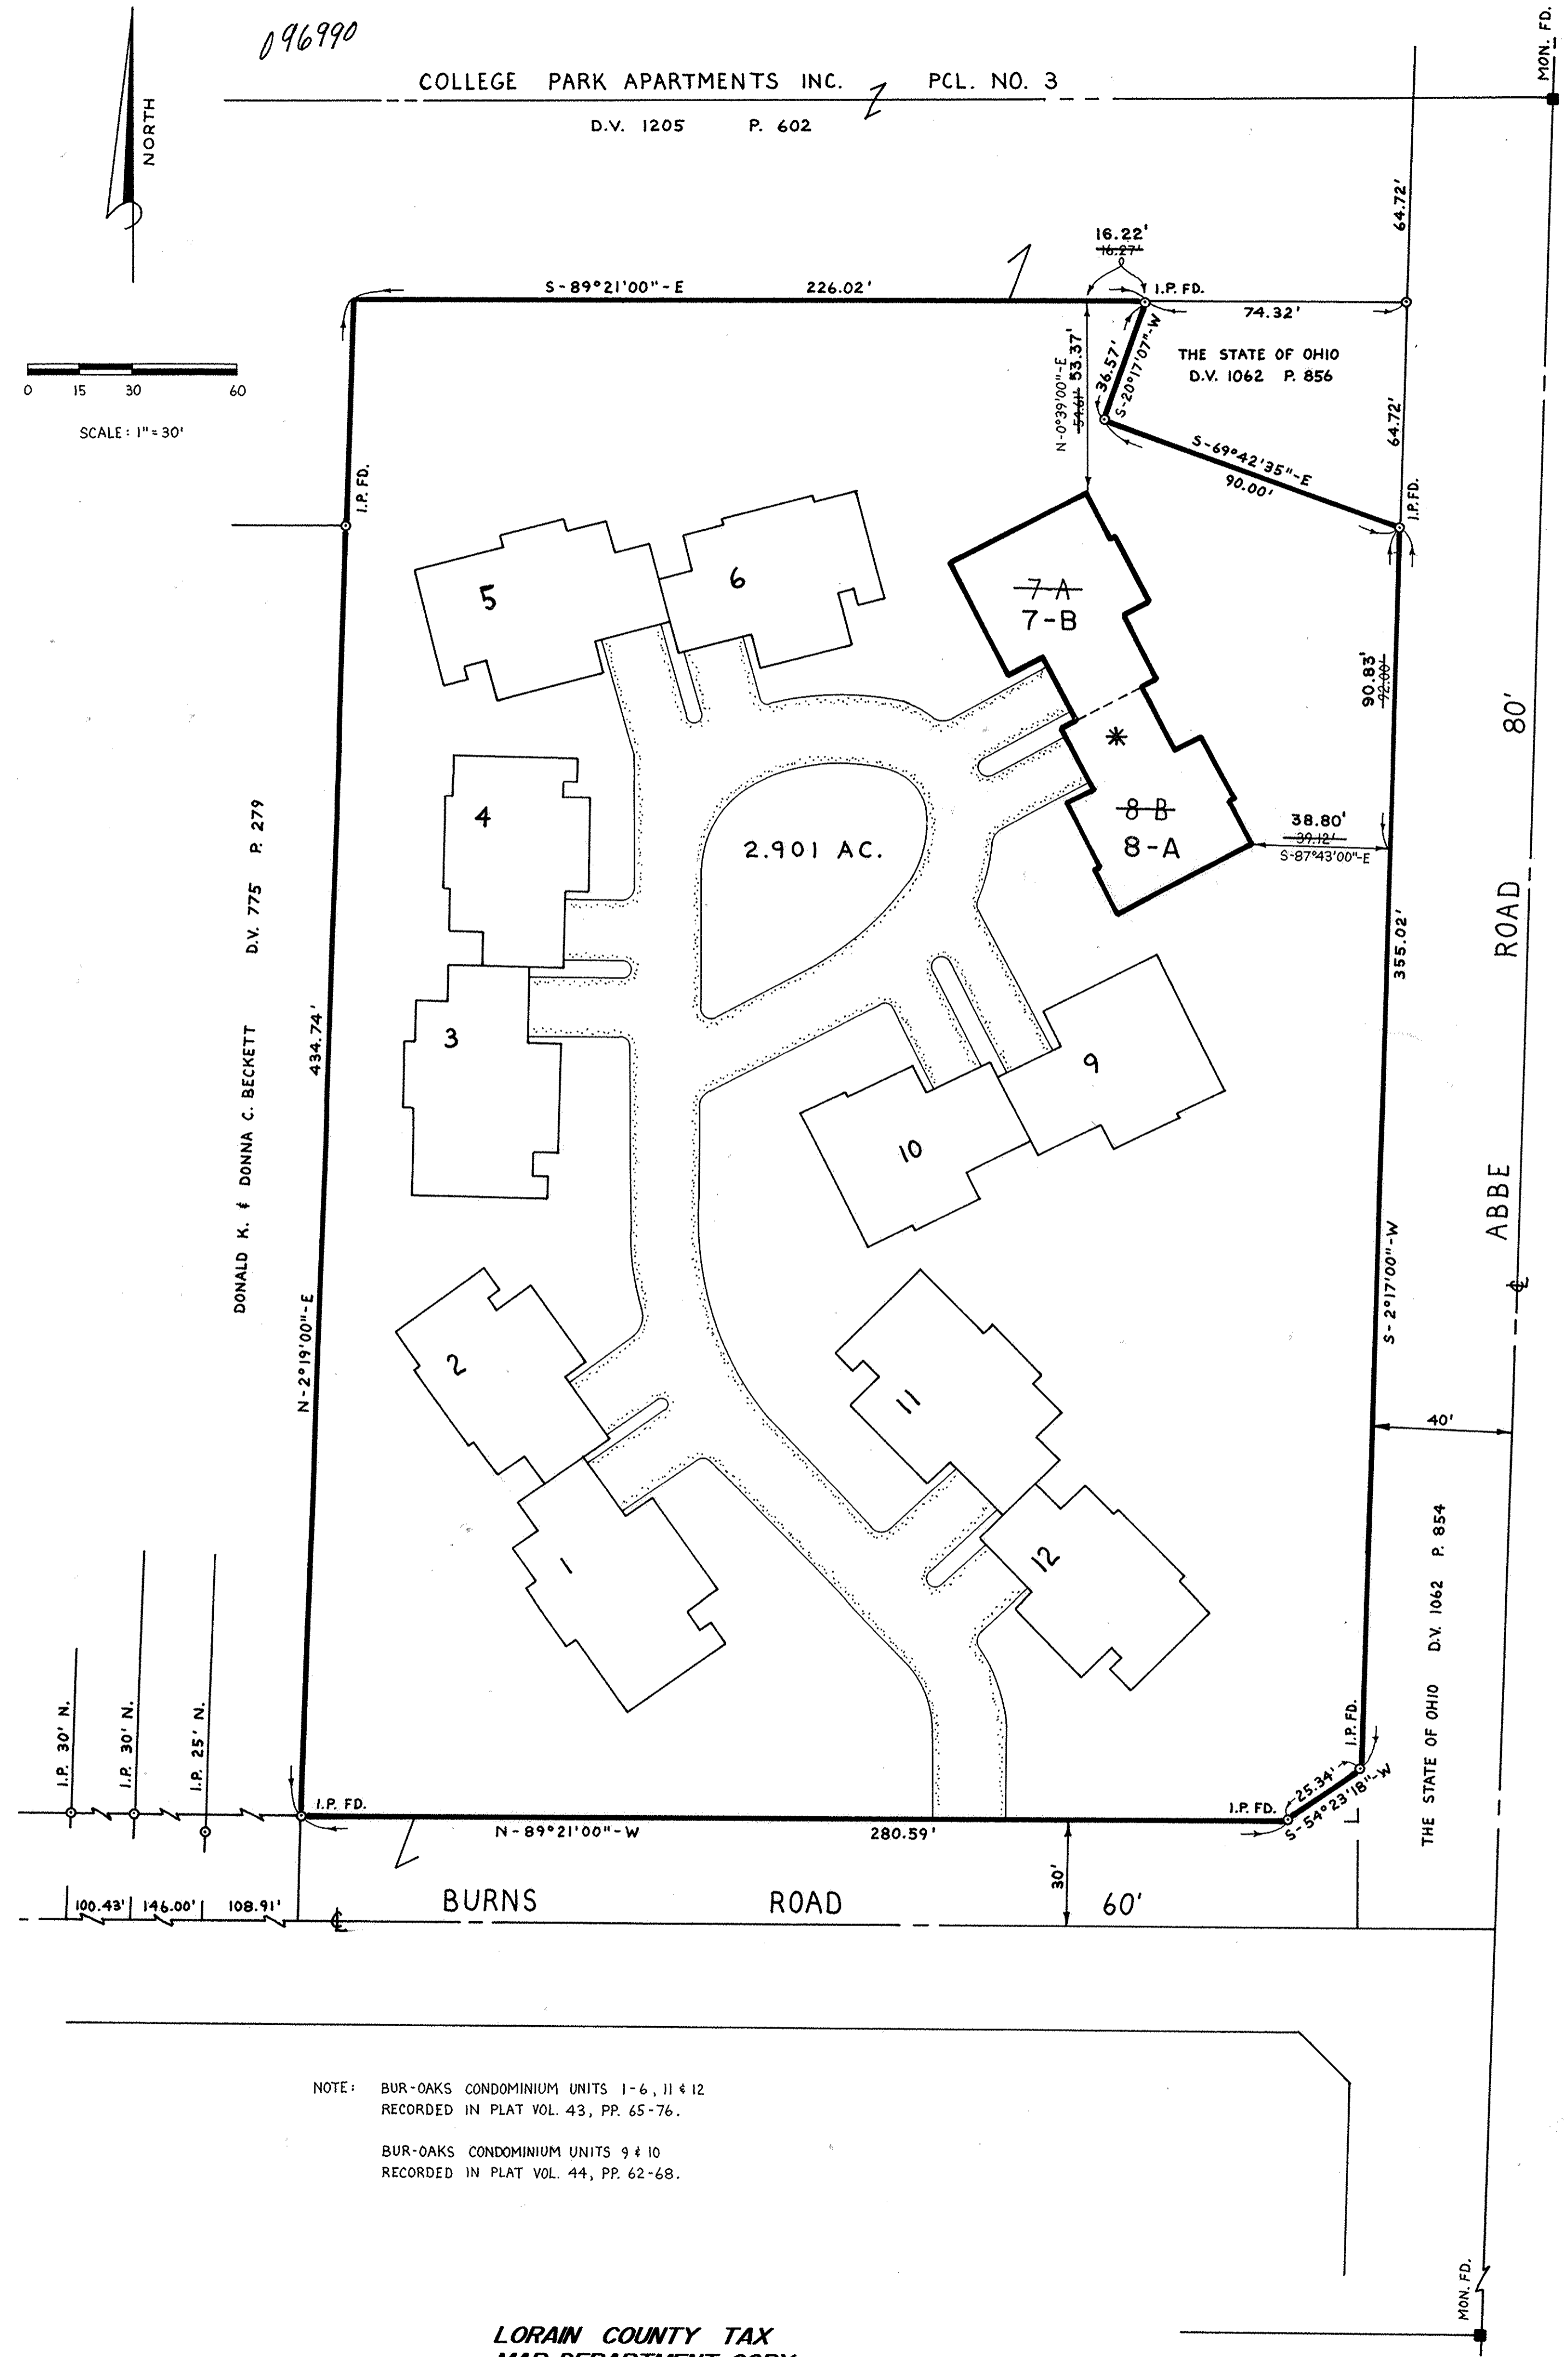 096990
COLLEGE PARK APARTMENTS INC. PCL. NO. 3
D.V. 1205 P. 602
MON. FD.
NORTH
64.72'
16.22'
16.27'
S-89°21'00"-E 226.02'
I.P. FD.
74.32'
THE STATE OF OHIO
D.V. 1062 P. 856
N-0°39'00"-E
54.61' 53.37'
36.57'
S-20°17'07"-W
64.72'
S-69°42'35"-E
90.00'
I.P.FD.
0 15 30 60
SCALE: 1" = 30'
I.P. FD.
5
6
7-A
7-B
90.83'
92.00'
80'
*
8-B
8-A
38.80'
39.12'
S-87°43'00"-E
4
2.901 AC.
DONALD K. & DONNA C. BECKETT D.V. 775 P. 279
434.74'
N-2°19'00"-E
355.02'
S-2°17'00"-W
ABBE ROAD
3
9
10
2
11
40'
1
12
THE STATE OF OHIO D.V. 1062 P. 854
I.P. 30' N.
I.P. 30' N.
I.P. 25' N.
I.P. FD.
25.34'
S-54°23'18"-W
I.P. FD.
I.P. FD.
N-89°21'00"-W 280.59'
30'
100.43' 146.00' 108.91'
BURNS ROAD 60'
NOTE: BUR-OAKS CONDOMINIUM UNITS 1-6, 11 & 12
RECORDED IN PLAT VOL. 43, PP. 65-76.
BUR-OAKS CONDOMINIUM UNITS 9 & 10
RECORDED IN PLAT VOL. 44, PP. 62-68.
MON. FD.
LORAIN COUNTY TAX
MAP DEPARTMENT COPY